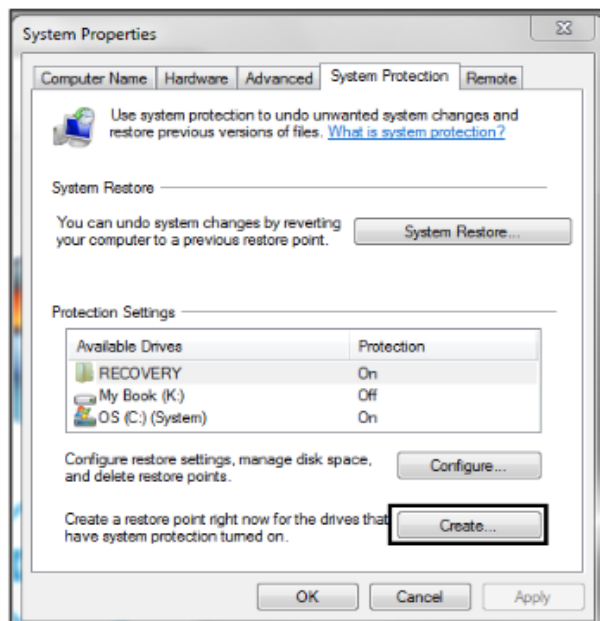 System Properties
Computer Name Hardware Advanced System Protection Remote
Use system protection to undo unwanted system changes and
restore previous versions of files. What is system protection?
System Restore
You can undo system changes by reverting
your computer to a previous restore point.
System Restore...
Protection Settings
Available Drives Protection
RECOVERY On
My Book (K:) Off
OS (C:) (System) On
Configure restore settings, manage disk space,
and delete restore points.
Configure...
Create a restore point right now for the drives that
have system protection turned on.
Create...
OK Cancel Apply